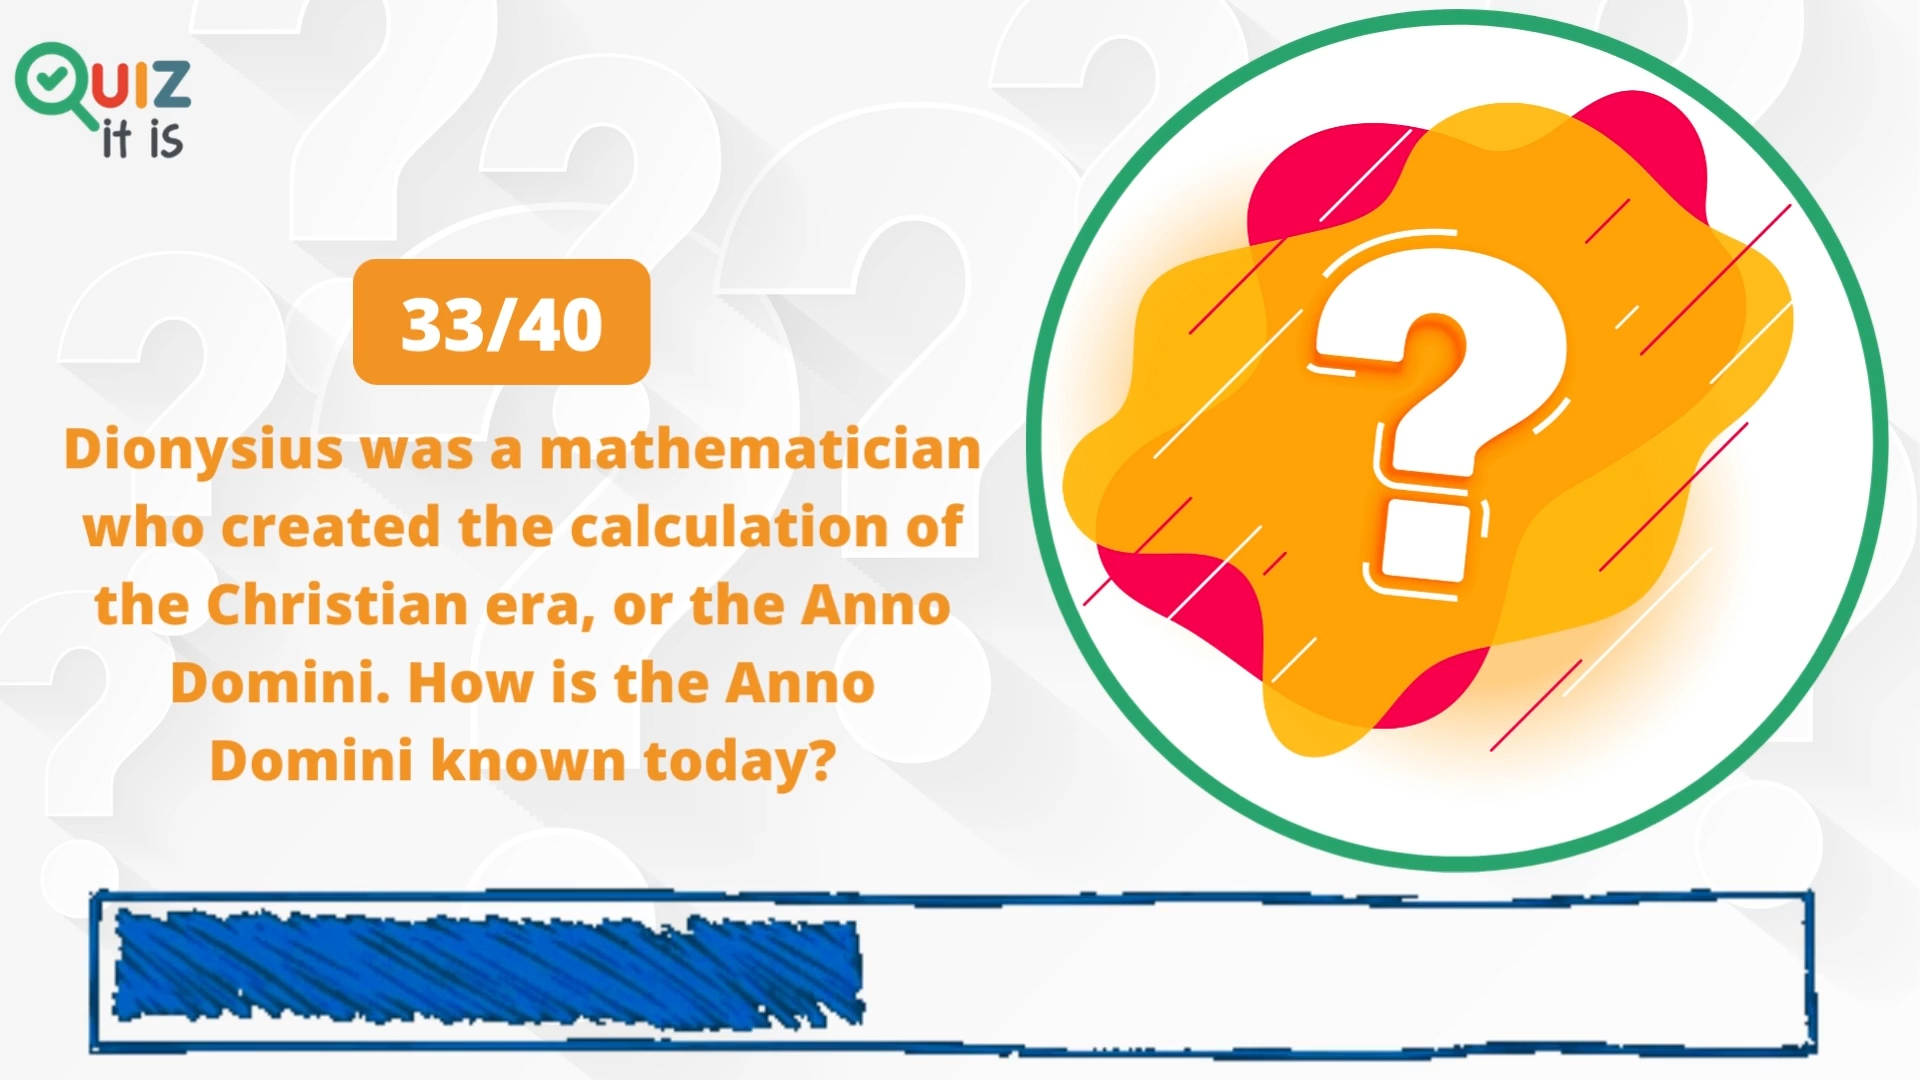 QUIZ
it is
33/40
Dionysius was a mathematician
who created the calculation of
the Christian era, or the Anno
Domini. How is the Anno
Domini known today?